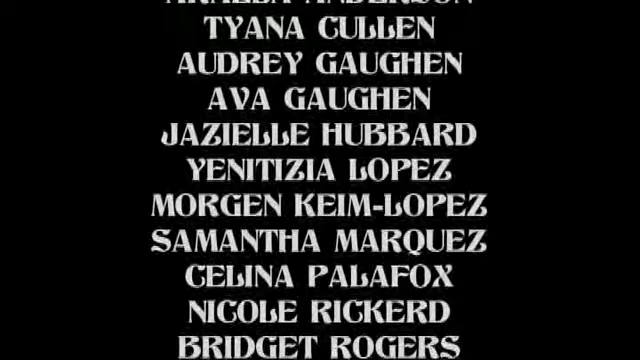 ANDERSON
TYANA CULLEN
AUDREY GAUGHEN
AVA GAUGHEN
JAZIELLE HUBBARD
YENITIZIA LOPEZ
MORGEN KEIM-LOPEZ
SAMANTHA MARQUEZ
CELINA PALAFOX
NICOLE RICKERD
BRIDGET ROGERS